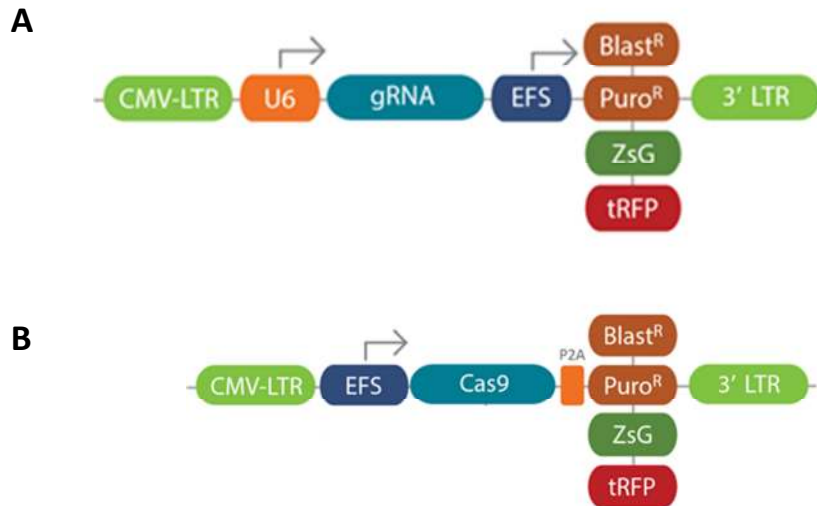 A
Blastᴿ
CMV-LTR U6 gRNA EFS Puroᴿ 3' LTR
ZsG
tRFP
B
Blastᴿ
P2A
CMV-LTR EFS Cas9 Puroᴿ 3' LTR
ZsG
tRFP